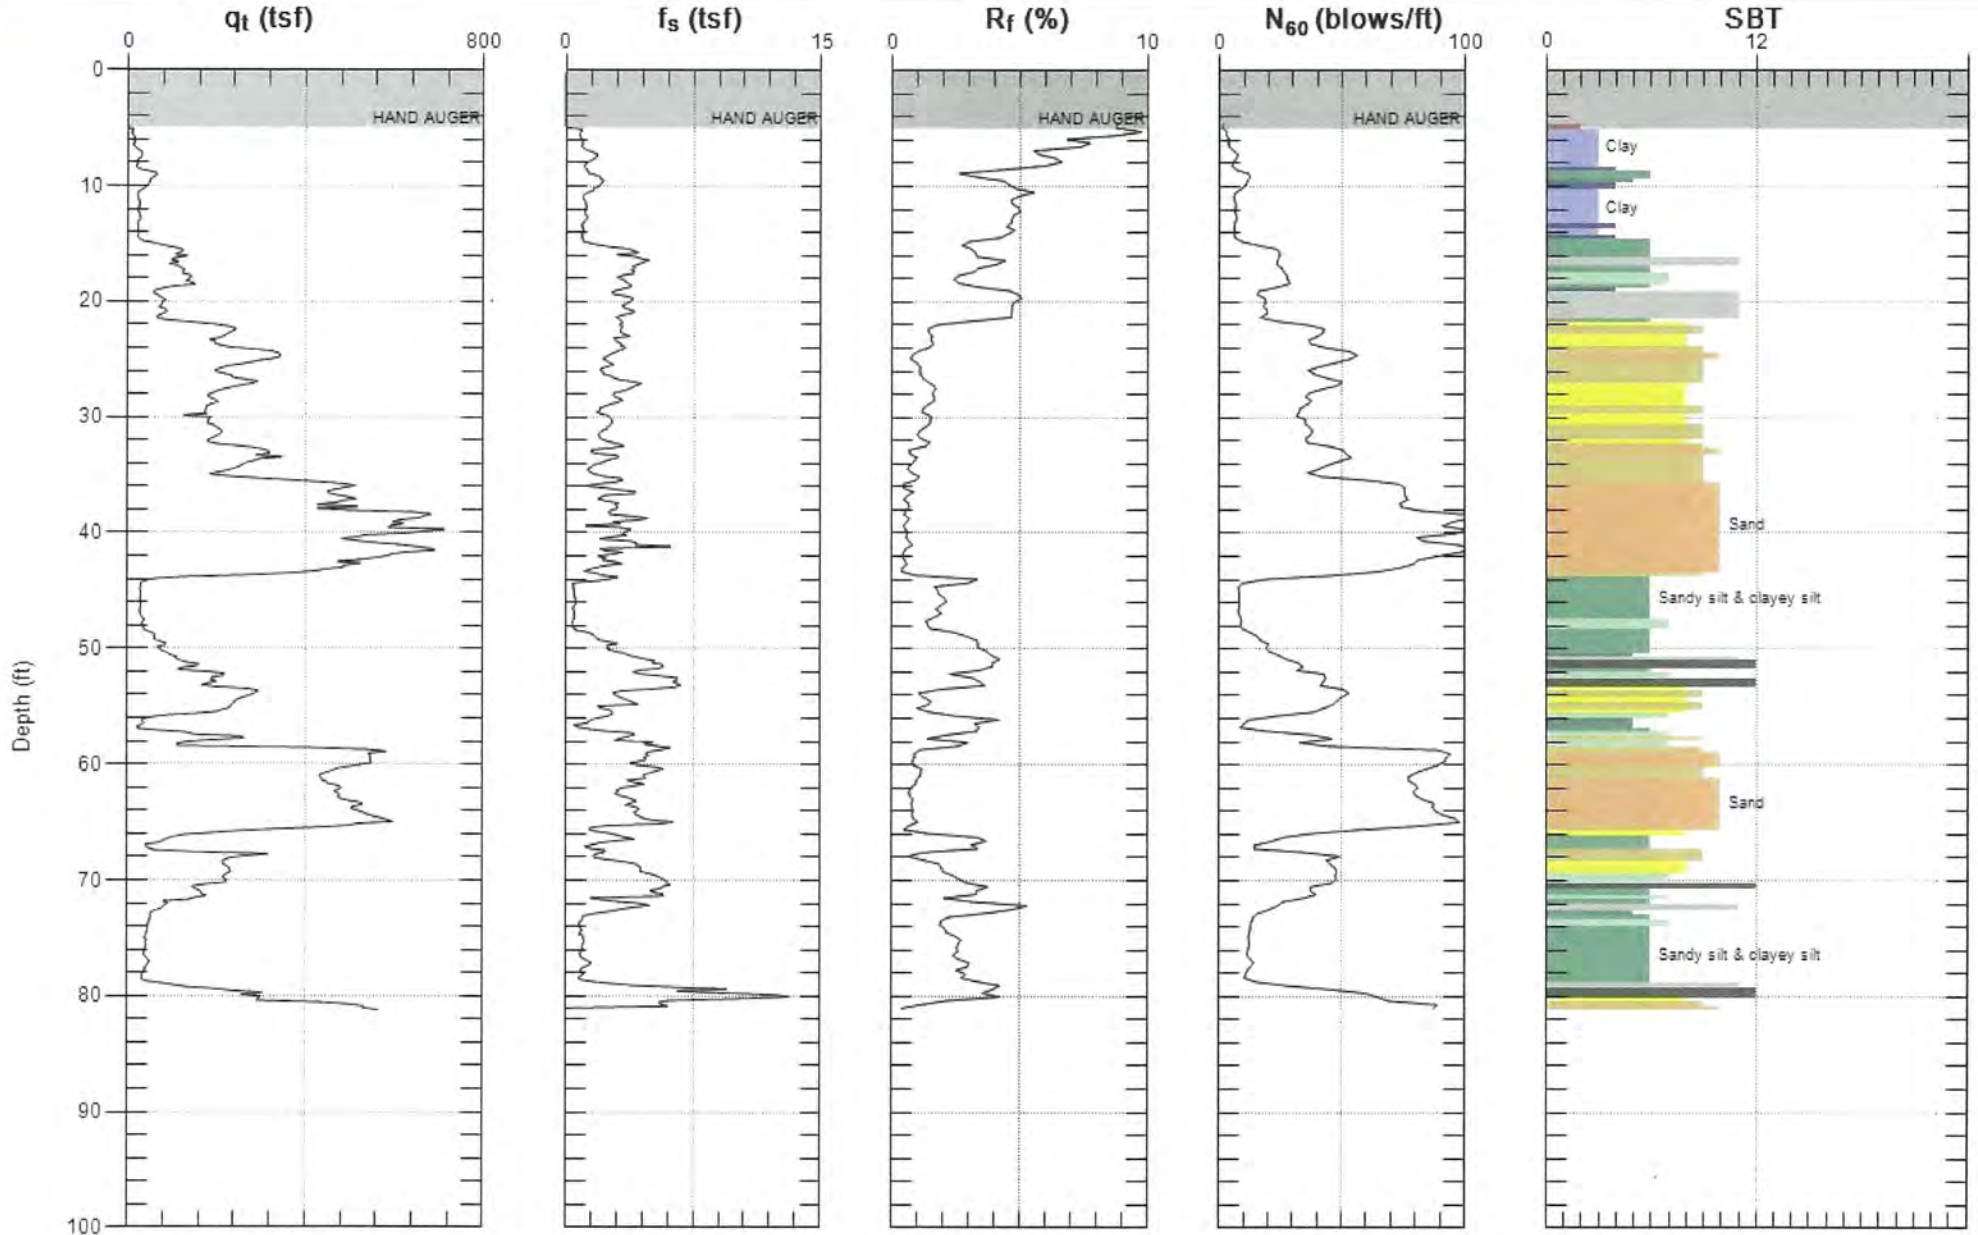 qt (tsf) fs (tsf) Rf (%) N60 (blows/ft) SBT
0 800 0 15 0 10 0 100 0 12
0
HAND AUGER HAND AUGER HAND AUGER HAND AUGER
Clay
10
Clay
20
30
40
Sand
Sandy silt & clayey silt
50
Depth (ft)
60
Sand
70
Sandy silt & clayey silt
80
90
100